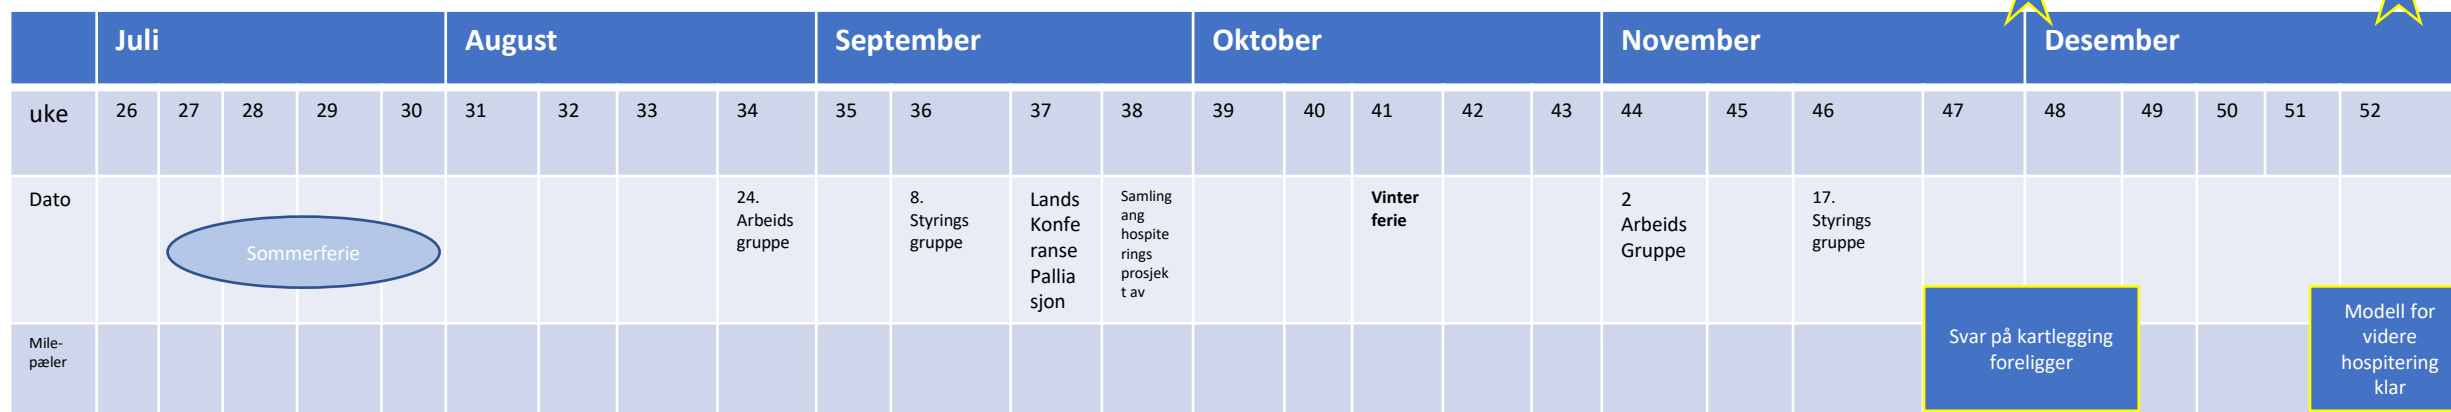 Juli August September Oktober November Desember
uke 26 27 28 29 30 31 32 33 34 35 36 37 38 39 40 41 42 43 44 45 46 47 48 49 50 51 52
Dato
Sommerferie
24.
Arbeids
gruppe
8.
Styrings
gruppe
Lands
Konfe
ranse
Pallia
sjon
Samling
ang
hospite
rings
prosjek
t av
Vinter
ferie
2
Arbeids
Gruppe
17.
Styrings
gruppe
Mile-
pæler
Svar på kartlegging
foreligger
Modell for
videre
hospitering
klar